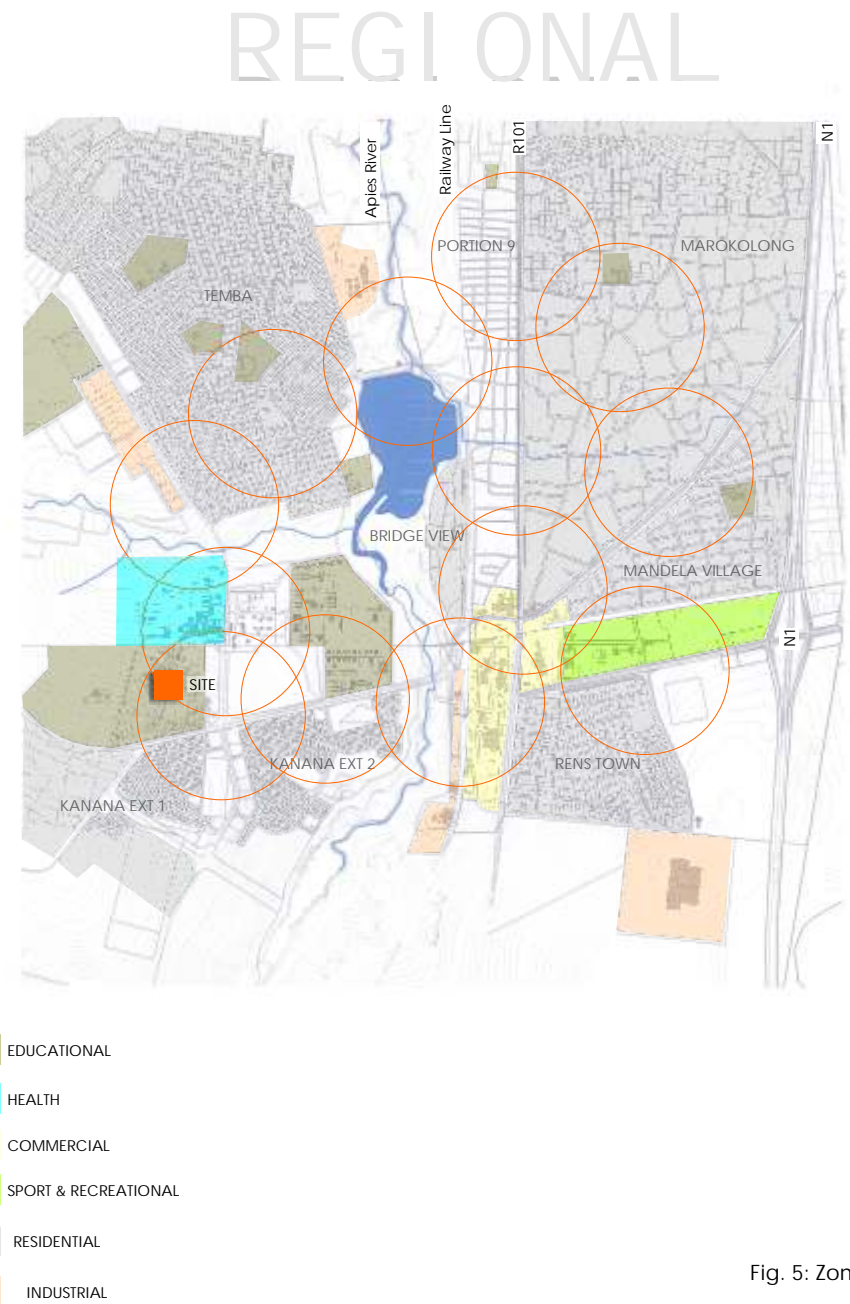 REGIONAL
Apies River
Railway Line
R101
N1
PORTION 9
MAROKOLONG
TEMBA
BRIDGE VIEW
MANDELA VILLAGE
N1
SITE
KANANA EXT 2
RENS TOWN
KANANA EXT 1
EDUCATIONAL
HEALTH
COMMERCIAL
SPORT & RECREATIONAL
RESIDENTIAL
Fig. 5: Zon
INDUSTRIAL